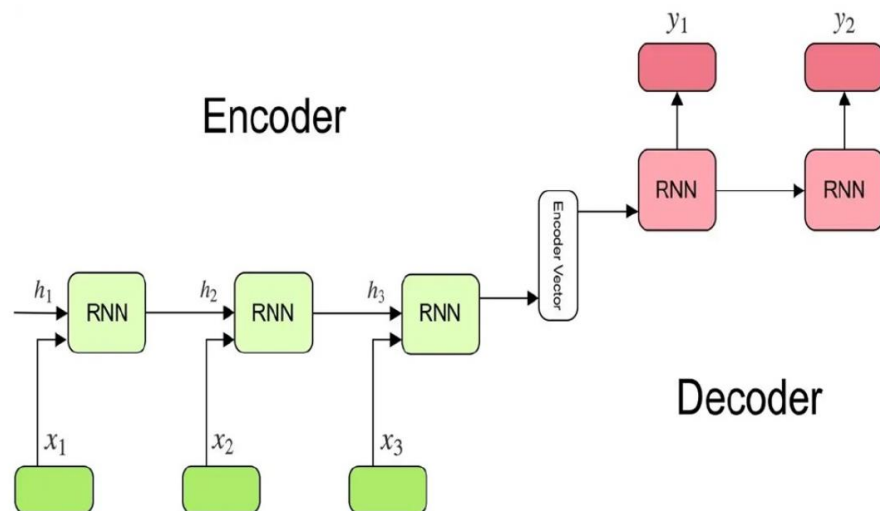 y₁ y₂
Encoder
RNN RNN
Encoder Vector
h₁ RNN h₂ RNN h₃ RNN
Decoder
x₁ x₂ x₃